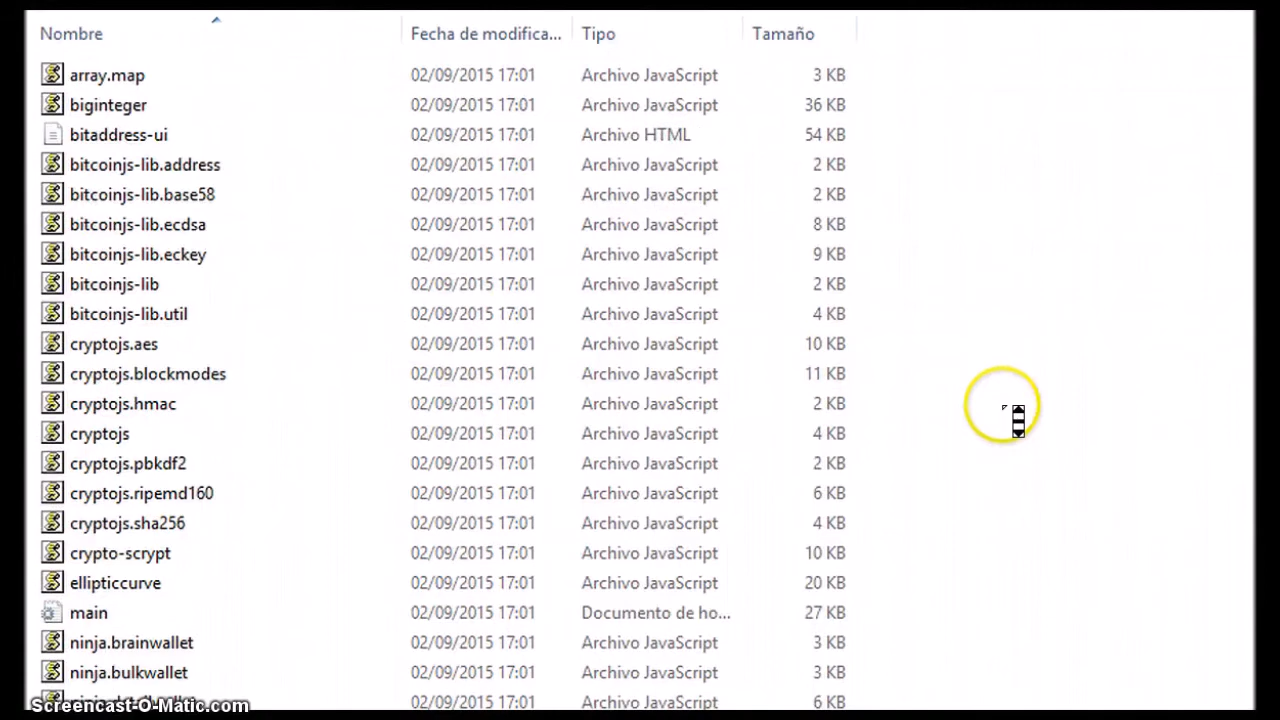 Nombre Fecha de modifica... Tipo Tamaño
array.map 02/09/2015 17:01 Archivo JavaScript 3 KB
biginteger 02/09/2015 17:01 Archivo JavaScript 36 KB
bitaddress-ui 02/09/2015 17:01 Archivo HTML 54 KB
bitcoinjs-lib.address 02/09/2015 17:01 Archivo JavaScript 2 KB
bitcoinjs-lib.base58 02/09/2015 17:01 Archivo JavaScript 2 KB
bitcoinjs-lib.ecdsa 02/09/2015 17:01 Archivo JavaScript 8 KB
bitcoinjs-lib.eckey 02/09/2015 17:01 Archivo JavaScript 9 KB
bitcoinjs-lib 02/09/2015 17:01 Archivo JavaScript 2 KB
bitcoinjs-lib.util 02/09/2015 17:01 Archivo JavaScript 4 KB
cryptojs.aes 02/09/2015 17:01 Archivo JavaScript 10 KB
cryptojs.blockmodes 02/09/2015 17:01 Archivo JavaScript 11 KB
cryptojs.hmac 02/09/2015 17:01 Archivo JavaScript 2 KB
cryptojs 02/09/2015 17:01 Archivo JavaScript 4 KB
cryptojs.pbkdf2 02/09/2015 17:01 Archivo JavaScript 2 KB
cryptojs.ripemd160 02/09/2015 17:01 Archivo JavaScript 6 KB
cryptojs.sha256 02/09/2015 17:01 Archivo JavaScript 4 KB
crypto-scrypt 02/09/2015 17:01 Archivo JavaScript 10 KB
ellipticcurve 02/09/2015 17:01 Archivo JavaScript 20 KB
main 02/09/2015 17:01 Documento de ho... 27 KB
ninja.brainwallet 02/09/2015 17:01 Archivo JavaScript 3 KB
ninja.bulkwallet 02/09/2015 17:01 Archivo JavaScript 3 KB
02/09/2015 17:01 Archivo JavaScript 6 KB
Screencast-O-Matic.com